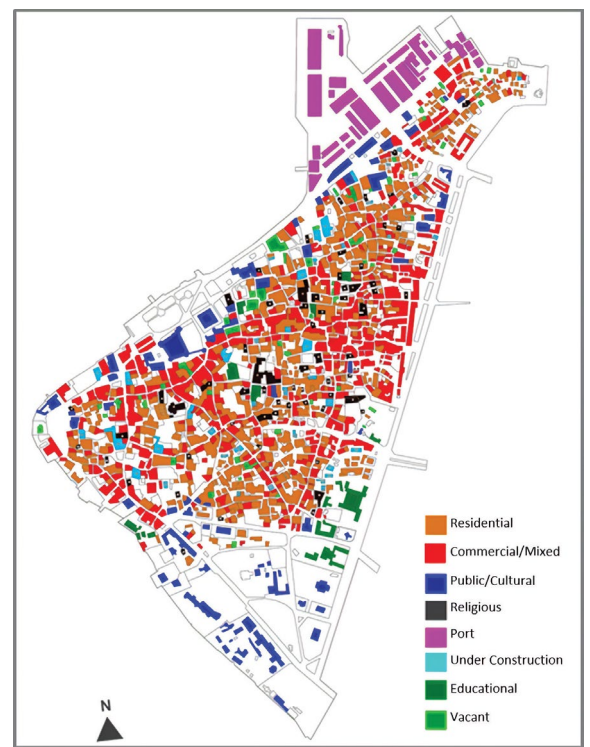 Residential
Commercial/Mixed
Public/Cultural
Religious
Port
Under Construction
Educational
Vacant
N